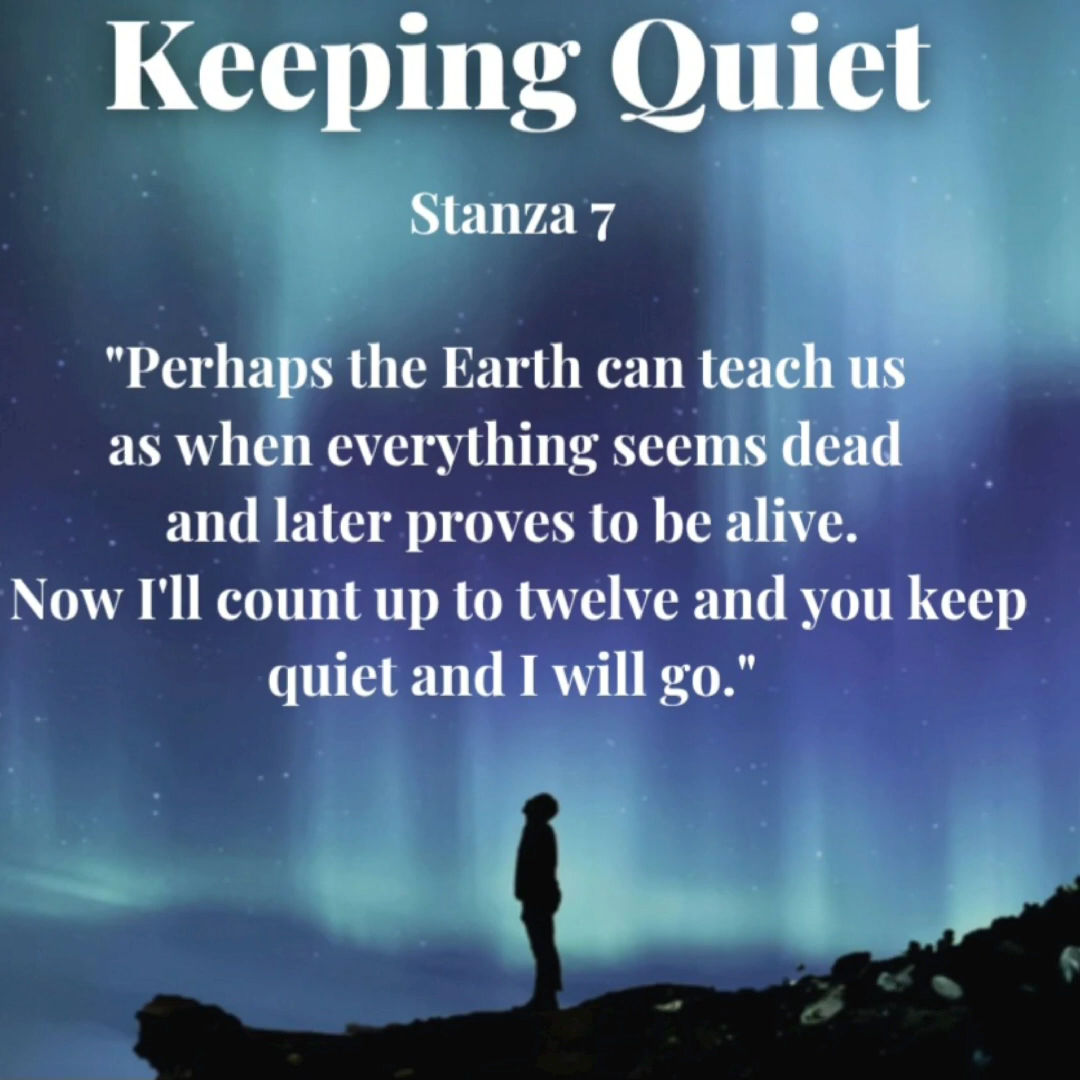 Keeping Quiet
Stanza 7
"Perhaps the Earth can teach us
as when everything seems dead
and later proves to be alive.
Now I'll count up to twelve and you keep
quiet and I will go."